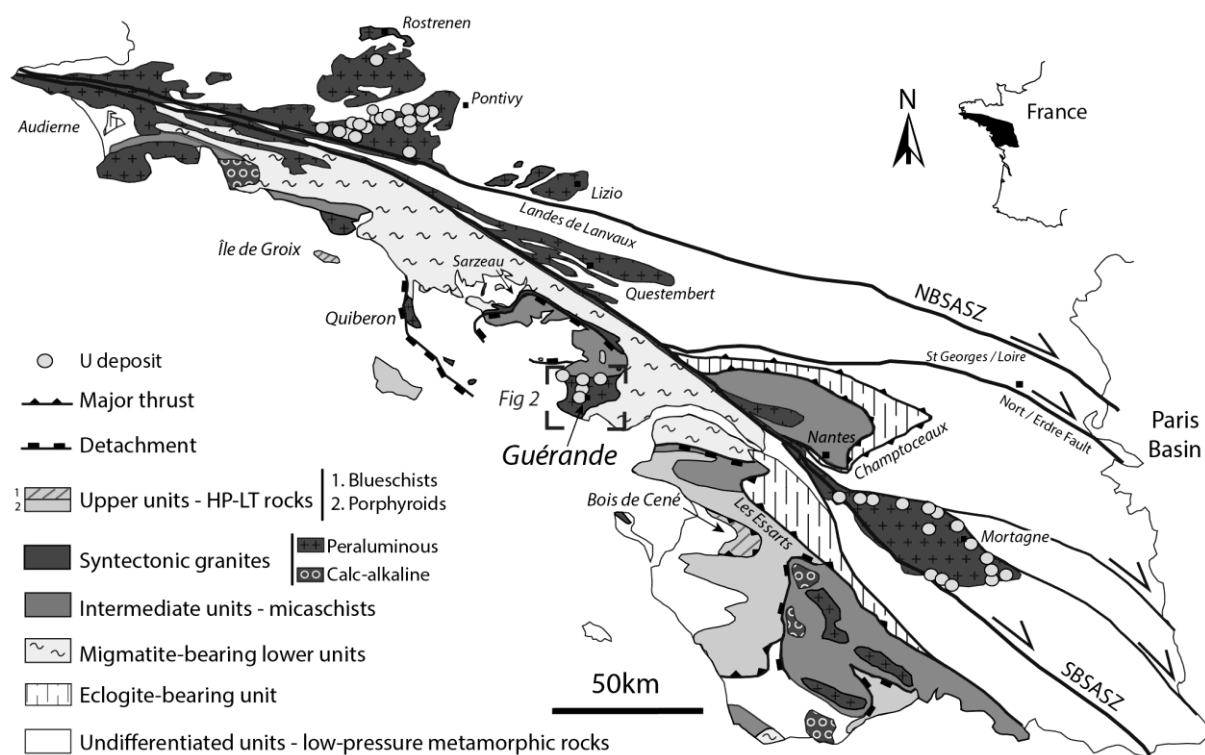 Rostrenen
Pontivy
N
France
Audierne
Lizio
Landes de Lanvaux
Île de Groix
Sarzeau
Questembert
NBSASZ
Quiberon
St Georges / Loire
U deposit
Fig 2
Nort / Erdre Fault
Paris
Basin
Major thrust
Nantes
Champtoceaux
Guérande
Detachment
1
2
Upper units - HP-LT rocks
1. Blueschists
2. Porphyroids
Bois de Cené
Les Essarts
Mortagne
Syntectonic granites
Peraluminous
Calc-alkaline
Intermediate units - micaschists
Migmatite-bearing lower units
50km
SBSASZ
Eclogite-bearing unit
Undifferentiated units - low-pressure metamorphic rocks